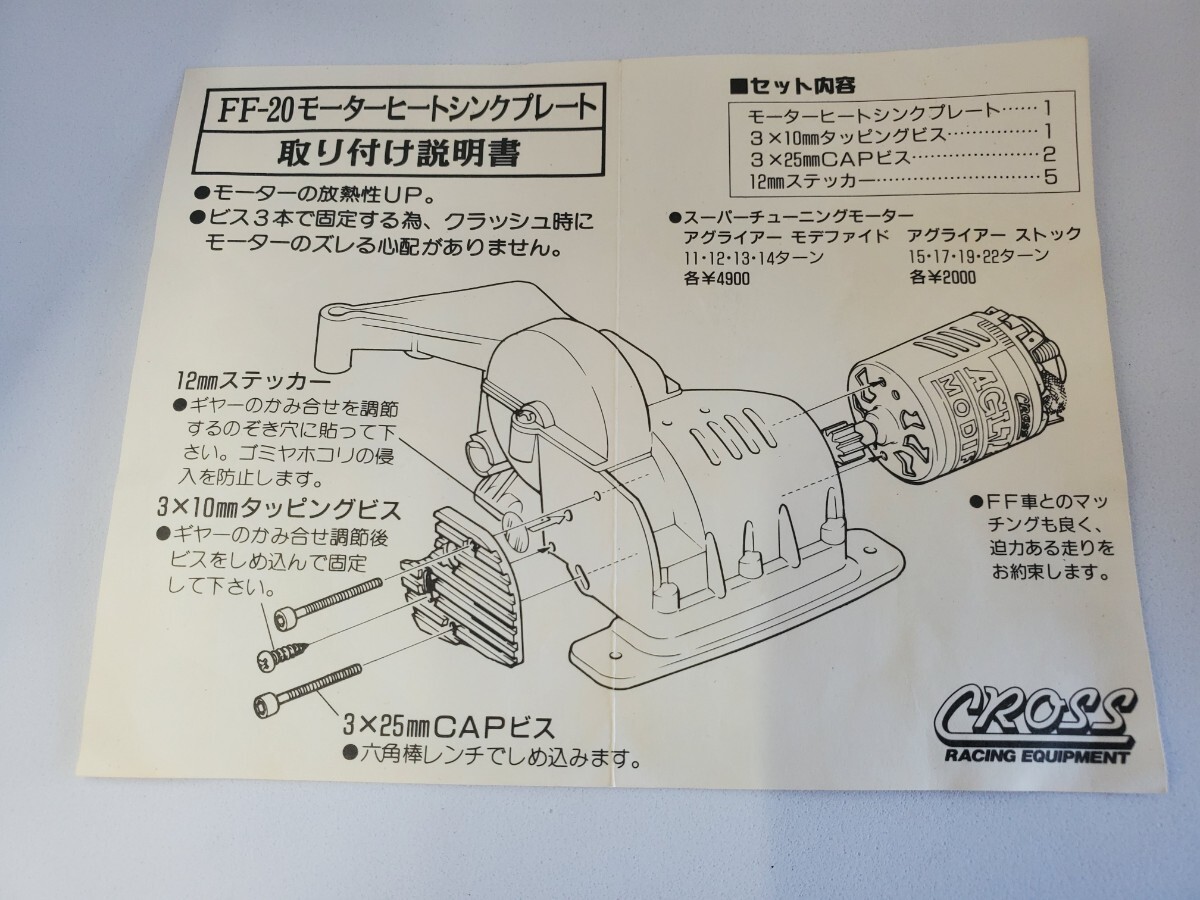 FF-20モーターヒートシンクプレート
取り付け説明書
●モーターの放熱性UP。
●ビス3本で固定する為、クラッシュ時に
モーターのズレる心配がありません。
■セット内容
モーターヒートシンクプレート……1
3×10mmタッピングビス……………1
3×25mmCAPビス…………………2
12mmステッカー………………………5
●スーパーチューニングモーター
アグライアー モデファイド アグライアー ストック
11・12・13・14ターン 15・17・19・22ターン
各¥4900 各¥2000
12mmステッカー
●ギヤーのかみ合せを調節
するのぞき穴に貼って下
さい。ゴミヤホコリの侵
入を防止します。
3×10mmタッピングビス
●ギヤーのかみ合せ調節後
ビスをしめ込んで固定
して下さい。
CROSS
AGLI
MODIF
●FF車とのマッ
チングも良く、
迫力ある走りを
お約束します。
3×25mmCAPビス
●六角棒レンチでしめ込みます。
CROSS
RACING EQUIPMENT